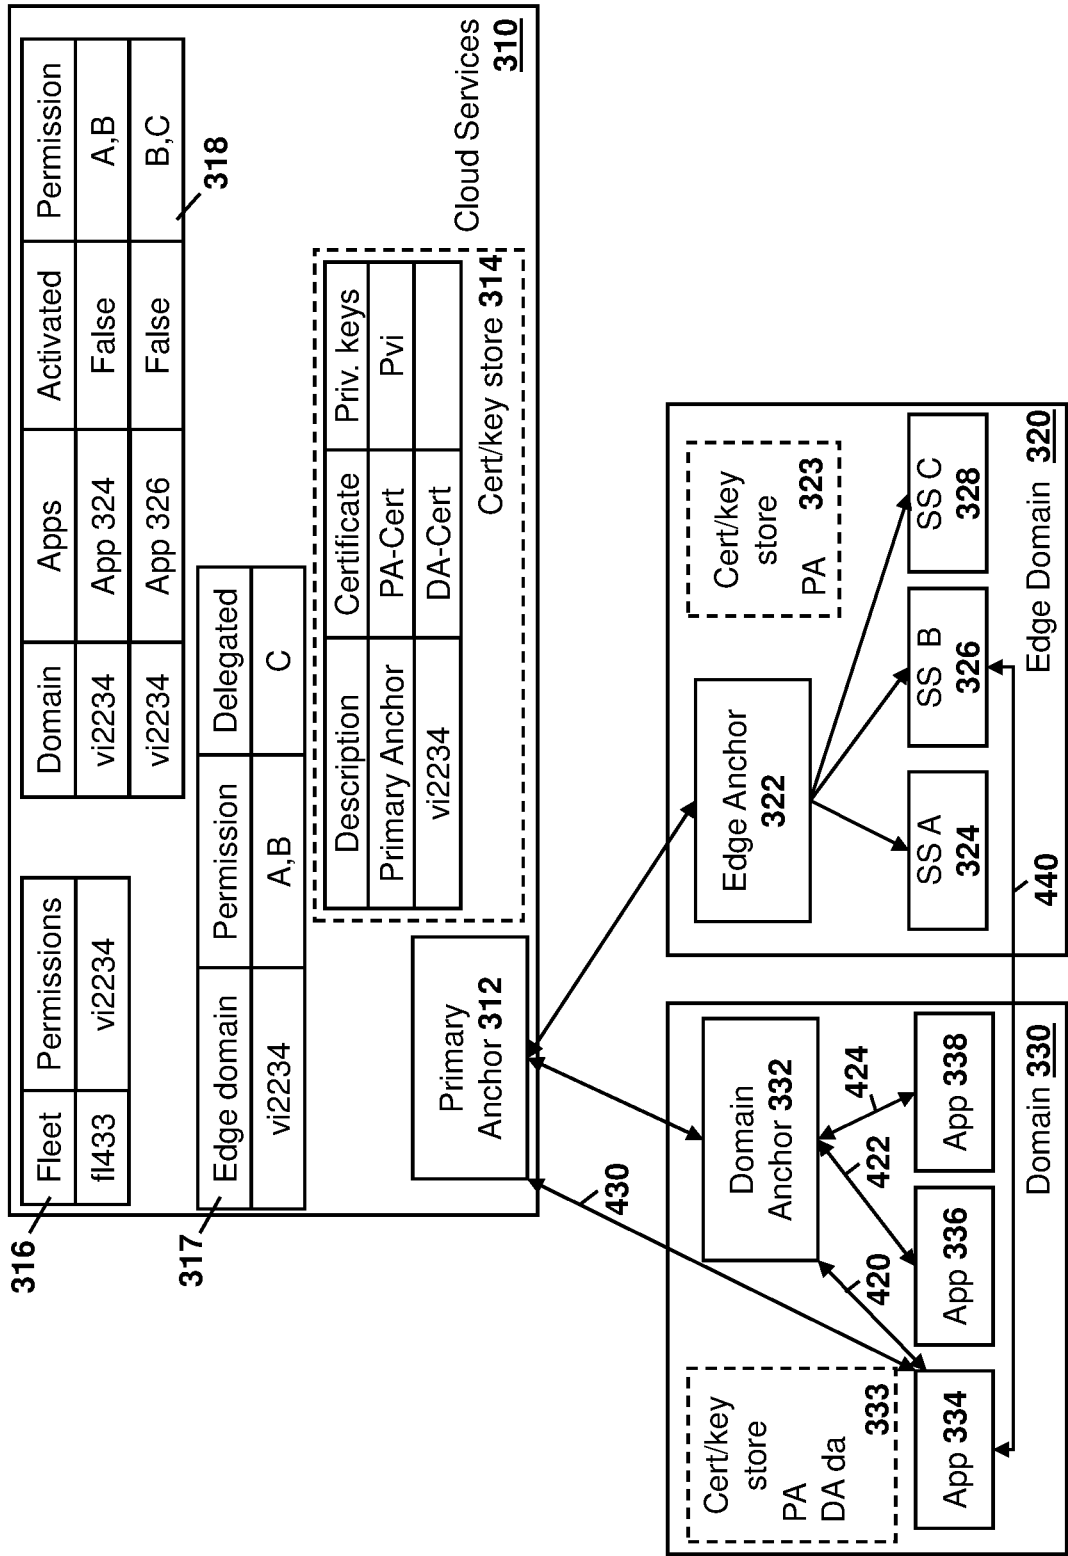 316
Fleet Permissions
fl433 vi2234
Domain Apps Activated Permission
vi2234 App 324 False A,B
vi2234 App 326 False B,C
318
317
Edge domain Permission Delegated
vi2234 A,B C
Description Certificate Priv. keys
Primary Anchor PA-Cert Pvi
vi2234 DA-Cert
Cert/key store 314
Primary
Anchor 312
Cloud Services
310
430
Cert/key
store
PA
DA da
333
Domain
Anchor 332
420
422
424
App 334
App 336
App 338
Domain 330
Edge Anchor
322
Cert/key
store
323
PA
SS A
324
SS B
326
SS C
328
Edge Domain 320
440